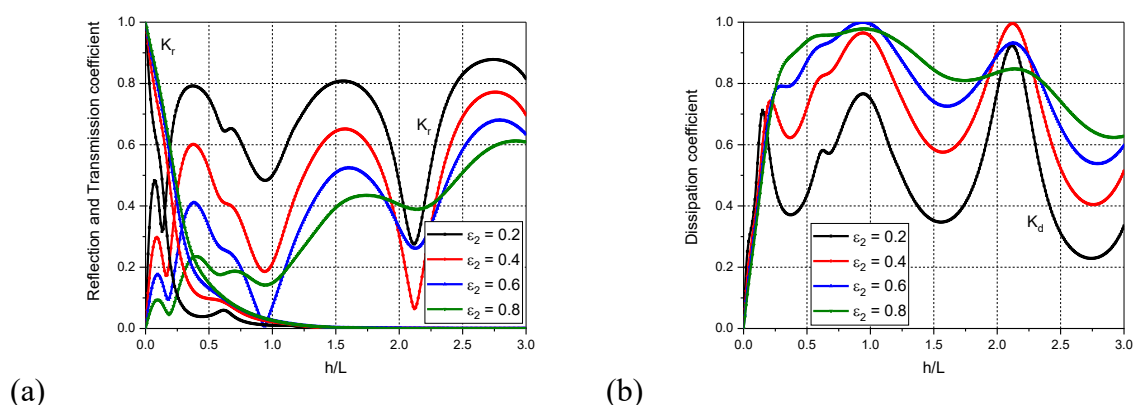 Reflection and Transmission coefficient
1.0
0.8
0.6
0.4
0.2
0.0
K_r
K_r
ε_2 = 0.2
ε_2 = 0.4
ε_2 = 0.6
ε_2 = 0.8
0.0 0.5 1.0 1.5 2.0 2.5 3.0
h/L
(a)
Dissipation coefficient
1.0
0.8
0.6
0.4
0.2
0.0
K_d
ε_2 = 0.2
ε_2 = 0.4
ε_2 = 0.6
ε_2 = 0.8
0.0 0.5 1.0 1.5 2.0 2.5 3.0
h/L
(b)